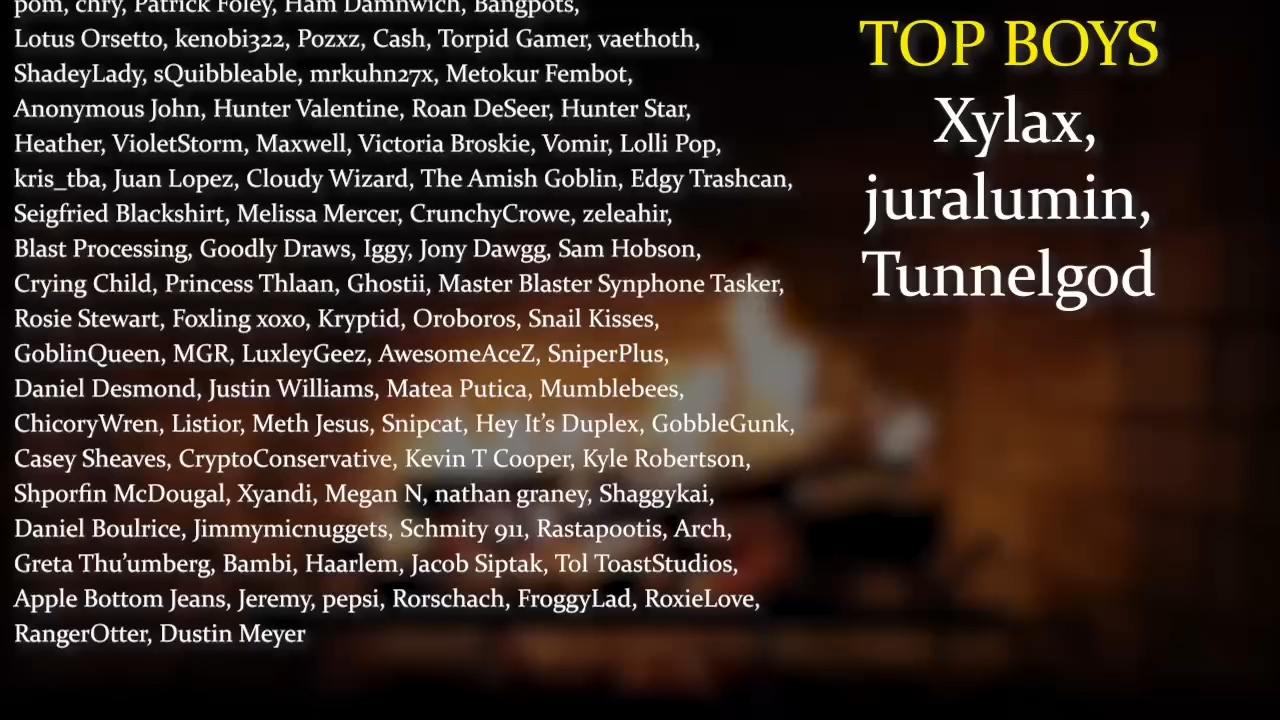 pom, chry, Patrick Foley, Ham Damnwich, Bangpots,
Lotus Orsetto, kenobi322, Pozxz, Cash, Torpid Gamer, vaethoth,
ShadeyLady, sQuibbleable, mrkuhn27x, Metokur Fembot,
Anonymous John, Hunter Valentine, Roan DeSeer, Hunter Star,
Heather, VioletStorm, Maxwell, Victoria Broskie, Vomir, Lolli Pop,
kris_tba, Juan Lopez, Cloudy Wizard, The Amish Goblin, Edgy Trashcan,
Seigfried Blackshirt, Melissa Mercer, CrunchyCrowe, zeleahir,
Blast Processing, Goodly Draws, Iggy, Jony Dawgg, Sam Hobson,
Crying Child, Princess Thlaan, Ghostii, Master Blaster Synphone Tasker,
Rosie Stewart, Foxling xoxo, Kryptid, Oroboros, Snail Kisses,
GoblinQueen, MGR, LuxleyGeez, AwesomeAceZ, SniperPlus,
Daniel Desmond, Justin Williams, Matea Putica, Mumblebees,
ChicoryWren, Listior, Meth Jesus, Snipcat, Hey It’s Duplex, GobbleGunk,
Casey Sheaves, CryptoConservative, Kevin T Cooper, Kyle Robertson,
Shporfin McDougal, Xyandi, Megan N, nathan graney, Shaggykai,
Daniel Boulrice, Jimmymicnuggets, Schmity 911, Rastapootis, Arch,
Greta Thu’umberg, Bambi, Haarlem, Jacob Siptak, Tol ToastStudios,
Apple Bottom Jeans, Jeremy, pepsi, Rorschach, FroggyLad, RoxieLove,
RangerOtter, Dustin Meyer
TOP BOYS
Xylax,
juralumin,
Tunnelgod